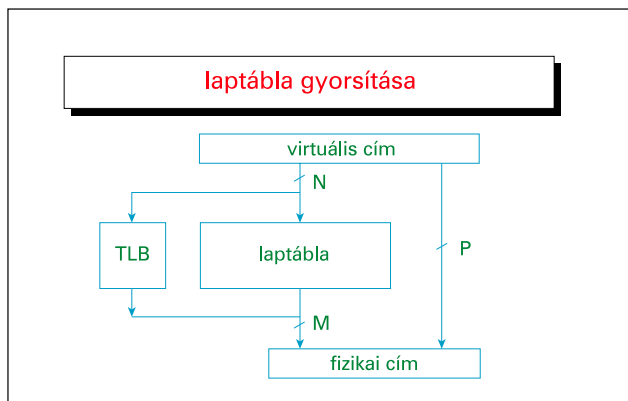 laptábla gyorsítása
virtuális cím
N
TLB
laptábla
P
M
fizikai cím